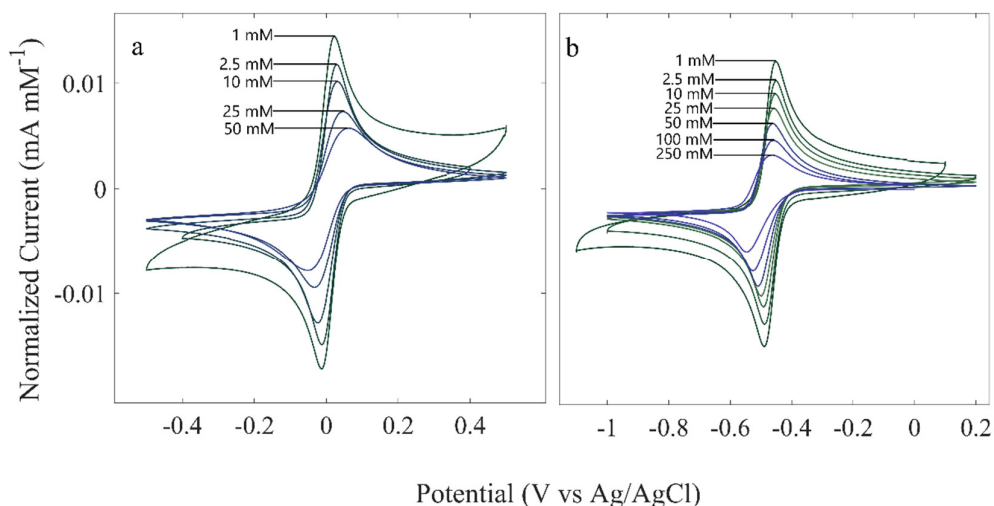 a
1 mM
2.5 mM
10 mM
25 mM
50 mM
b
1 mM
2.5 mM
10 mM
25 mM
50 mM
100 mM
250 mM
Normalized Current (mA mM⁻¹)
0.01
0
-0.01
-0.4 -0.2 0 0.2 0.4
-1 -0.8 -0.6 -0.4 -0.2 0 0.2
Potential (V vs Ag/AgCl)